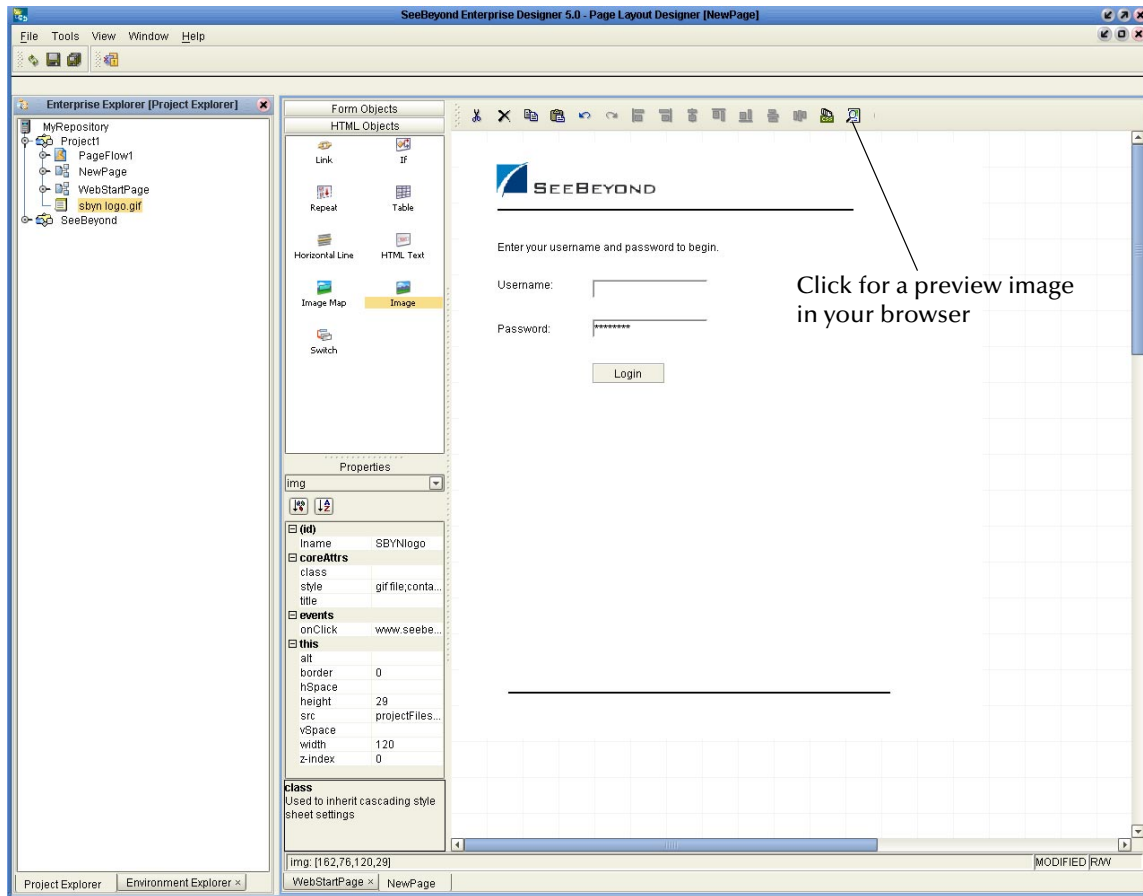 SeeBeyond Enterprise Designer 5.0 - Page Layout Designer [NewPage]
File Tools View Window Help
Enterprise Explorer [Project Explorer]
MyRepository
Project1
PageFlow1
NewPage
WebStartPage
sbyn logo.gif
SeeBeyond
Form Objects
HTML Objects
Link If
Repeat Table
Horizontal Line HTML Text
Image Map Image
Switch
Properties
img
(id)
Iname SBYNlogo
coreAttrs
class
style gif file;conta...
title
events
onClick www.seebe...
this
alt
border 0
hSpace
height 29
src projectFiles...
vSpace
width 120
z-index 0
class
Used to inherit cascading style
sheet settings
SEEBEYOND
Enter your username and password to begin.
Username:
Password: ********
Login
Click for a preview image
in your browser
img: [162,76,120,29] MODIFIED R/W
Project Explorer Environment Explorer × WebStartPage × NewPage